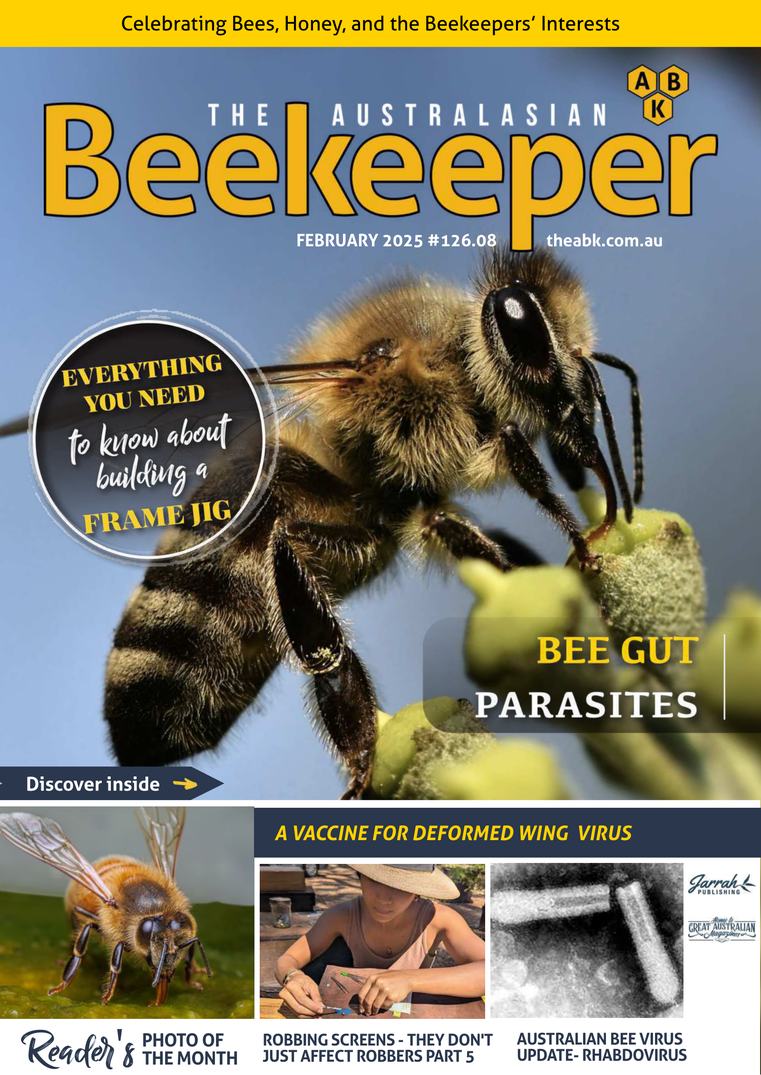 Celebrating Bees, Honey, and the Beekeepers’ Interests
A B
K
THE AUSTRALASIAN
Beekeeper
FEBRUARY 2025 #126.08 theabk.com.au
EVERYTHING
YOU NEED
to know about
building a
FRAME JIG
BEE GUT
PARASITES
Discover inside
A VACCINE FOR DEFORMED WING VIRUS
Jarrah
PUBLISHING
Home to
GREAT AUSTRALIAN
Magazines
Reader's PHOTO OF
THE MONTH
ROBBING SCREENS - THEY DON'T
JUST AFFECT ROBBERS PART 5
AUSTRALIAN BEE VIRUS
UPDATE- RHABDOVIRUS